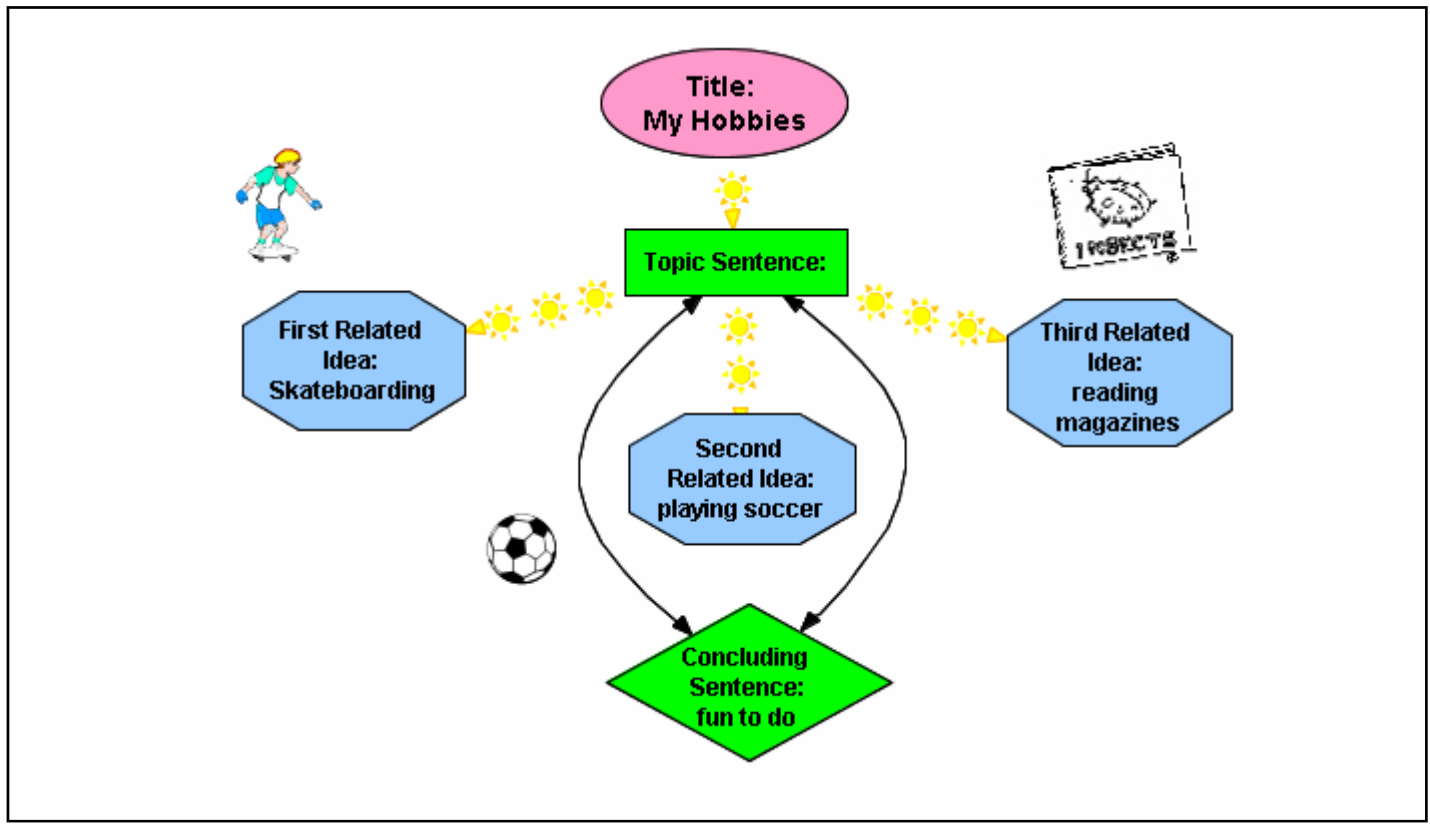 Title:
My Hobbies
INSECTS
Topic Sentence:
First Related
Idea:
Skateboarding
Third Related
Idea:
reading
magazines
Second
Related Idea:
playing soccer
Concluding
Sentence:
fun to do